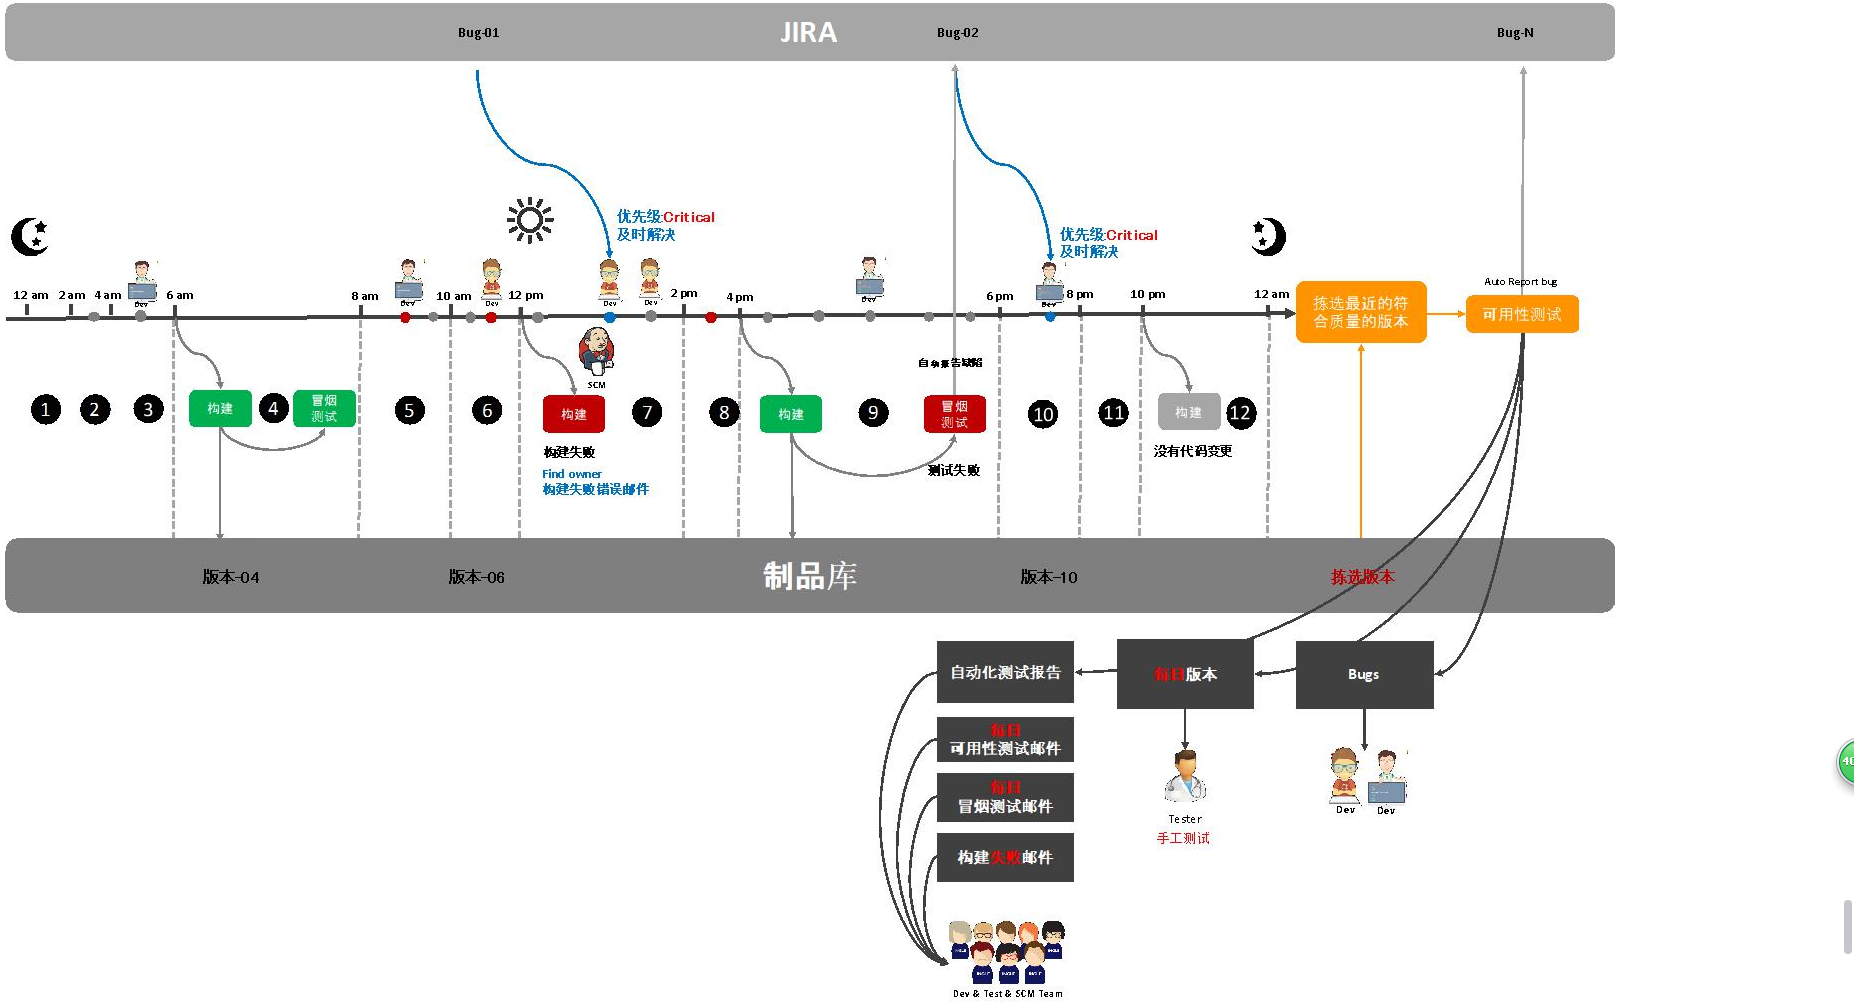 JIRA
Bug-01
Bug-02
Bug-N
优先级:Critical
及时解决
优先级:Critical
及时解决
Auto Report bug
12 am
2 am
4 am
6 am
8 am
10 am
12 pm
2 pm
4 pm
6 pm
8 pm
10 pm
12 am
Dev
Dev
Dev
Dev
Dev
Dev
拣选最近的符
合质量的版本
可用性测试
SCM
自动报告缺陷
1
2
3
构建
4
冒烟
测试
5
6
构建
7
8
构建
9
冒烟
测试
10
11
构建
12
构建失败
Find owner
构建失败错误邮件
测试失败
没有代码变更
制品库
版本-04
版本-06
版本-10
拣选版本
自动化测试报告
每日版本
Bugs
每日
可用性测试邮件
每日
冒烟测试邮件
构建失败邮件
Tester
手工测试
Dev
Dev
Dev & Test & SCM Team